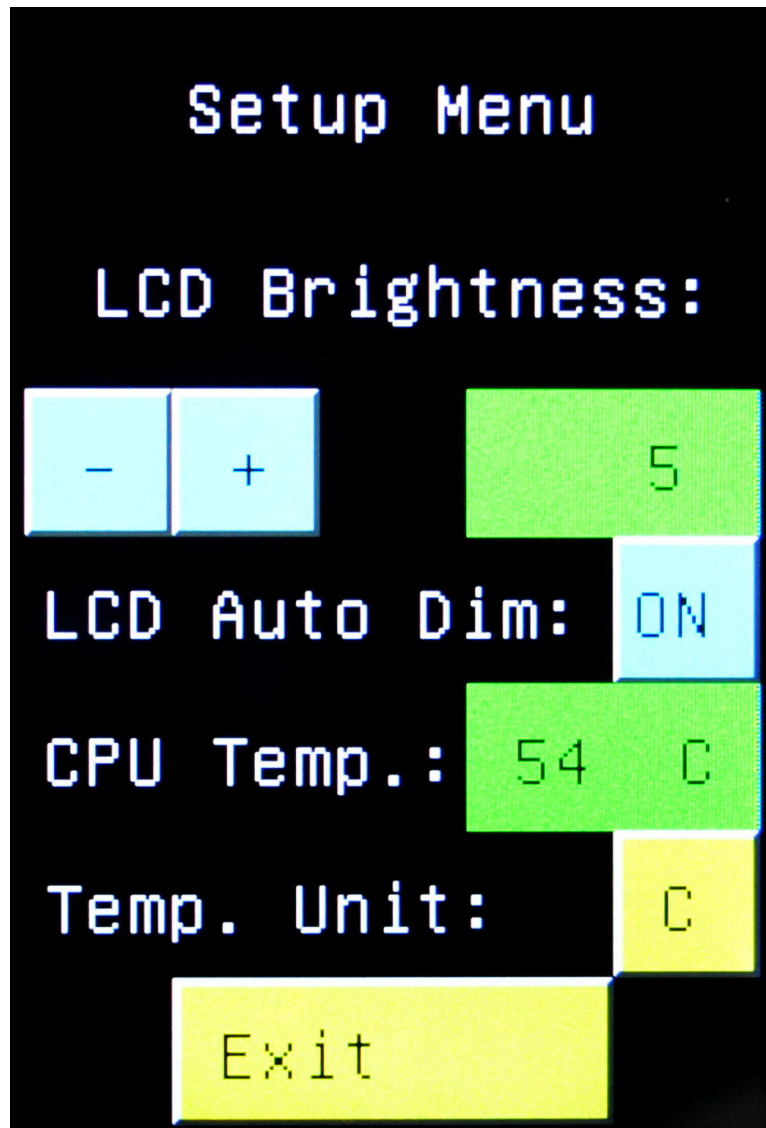 Setup Menu
LCD Brightness:
- + 5
LCD Auto Dim: ON
CPU Temp.: 54 C
Temp. Unit: C
Exit